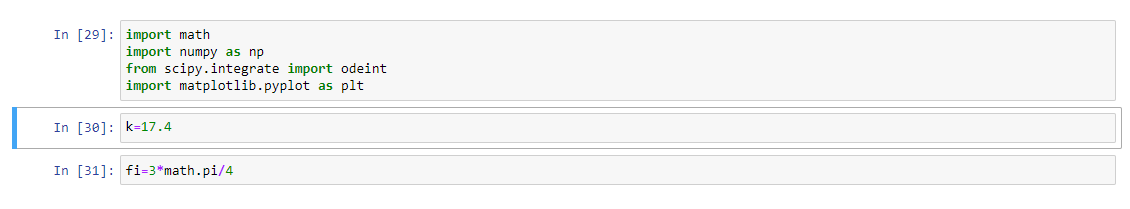 In [29]: import math
import numpy as np
from scipy.integrate import odeint
import matplotlib.pyplot as plt
In [30]: k=17.4
In [31]: fi=3*math.pi/4